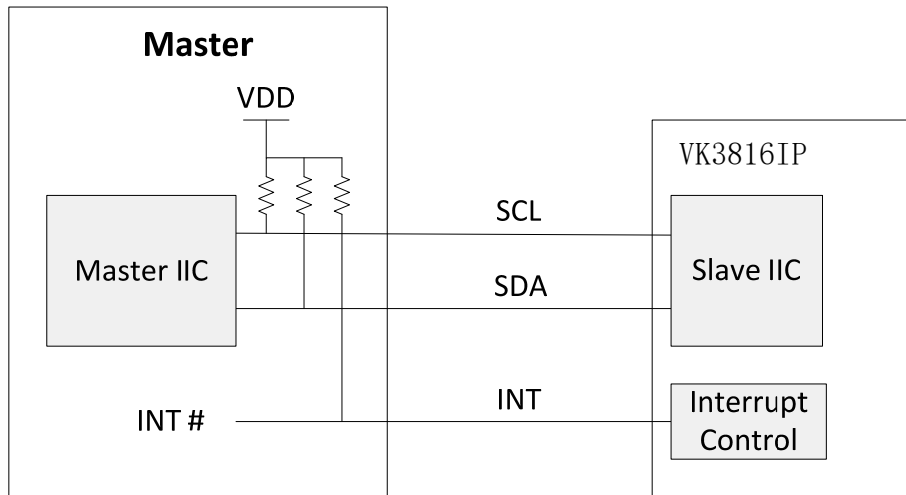 Master
VDD
VK3816IP
SCL
Master IIC
Slave IIC
SDA
INT
INT #
Interrupt
Control